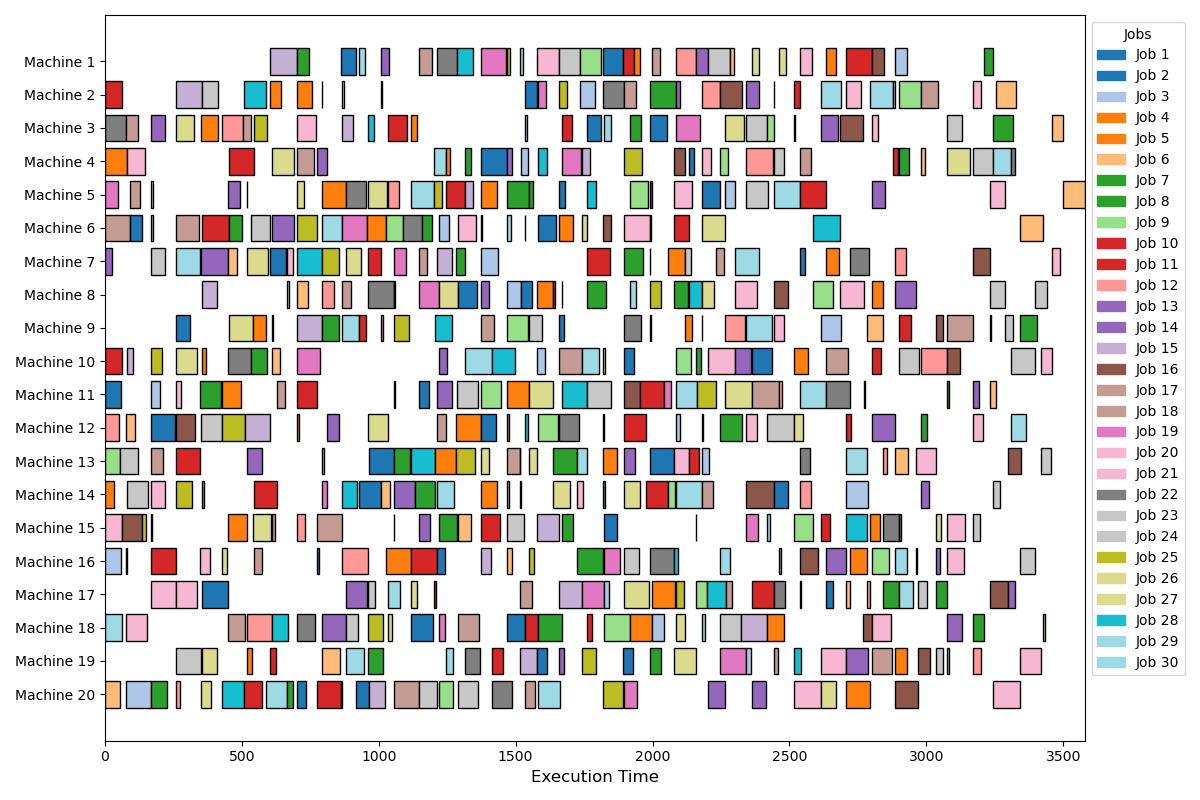 Machine 1
Machine 2
Machine 3
Machine 4
Machine 5
Machine 6
Machine 7
Machine 8
Machine 9
Machine 10
Machine 11
Machine 12
Machine 13
Machine 14
Machine 15
Machine 16
Machine 17
Machine 18
Machine 19
Machine 20
0 500 1000 1500 2000 2500 3000 3500
Execution Time
Jobs
Job 1
Job 2
Job 3
Job 4
Job 5
Job 6
Job 7
Job 8
Job 9
Job 10
Job 11
Job 12
Job 13
Job 14
Job 15
Job 16
Job 17
Job 18
Job 19
Job 20
Job 21
Job 22
Job 23
Job 24
Job 25
Job 26
Job 27
Job 28
Job 29
Job 30